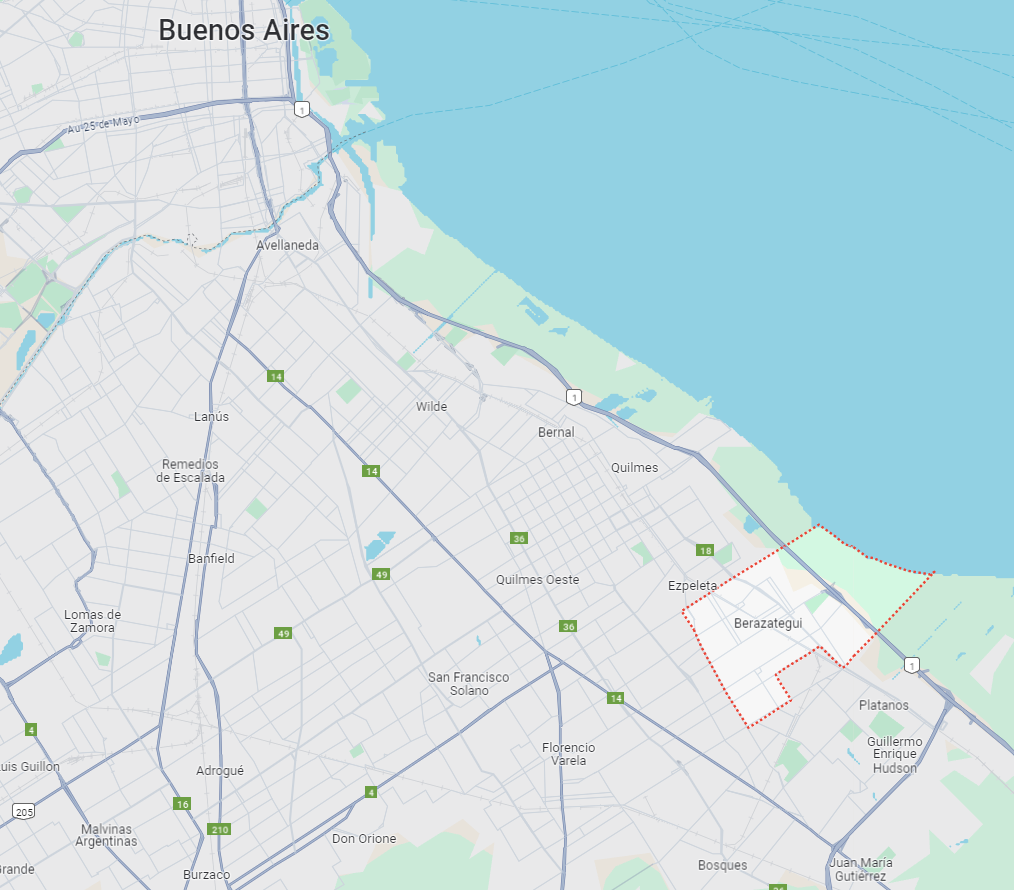 Buenos Aires
1
Au 25 de Mayo
Avellaneda
14
1
Wilde
Lanús
Bernal
Remedios
de Escalada
14
Quilmes
36
18
Banfield
49
Quilmes Oeste
Ezpeleta
Lomas de
Zamora
49
36
Berazategui
1
San Francisco
Solano
14
Platanos
4
Florencio
Varela
Guillermo
Enrique
Hudson
uis Guillon
Adrogué
4
16
205
210
Malvinas
Argentinas
Don Orione
Bosques
Juan María
Gutiérrez
rande
Burzaco
36